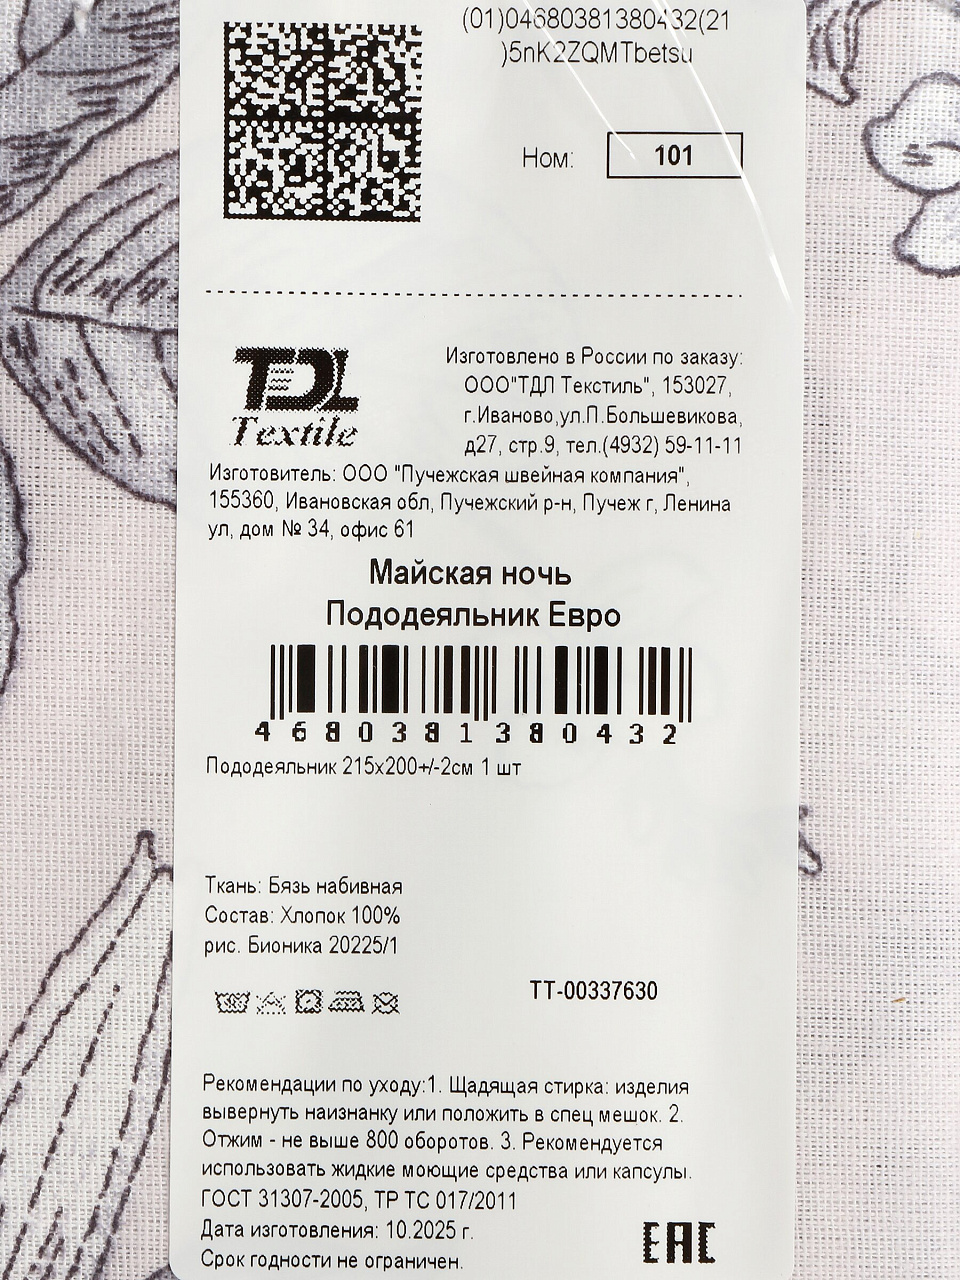 (01)04680381380432(21
)5nK2ZQMTbetsu
Ном: 101
TDL
Textile
Изготовлено в России по заказу:
ООО"ТДЛ Текстиль", 153027,
г.Иваново,ул.П.Большевикова,
д27, стр.9, тел.(4932) 59-11-11
Изготовитель: ООО "Пучежская швейная компания",
155360, Ивановская обл, Пучежский р-н, Пучеж г, Ленина
ул, дом № 34, офис 61
Майская ночь
Пододеяльник Евро
4680381380432
Пододеяльник 215х200+/-2см 1 шт
Ткань: Бязь набивная
Состав: Хлопок 100%
рис. Бионика 20225/1
ТТ-00337630
Рекомендации по уходу:1. Щадящая стирка: изделия
вывернуть наизнанку или положить в спец мешок. 2.
Отжим - не выше 800 оборотов. 3. Рекомендуется
использовать жидкие моющие средства или капсулы.
ГОСТ 31307-2005, ТР ТС 017/2011
Дата изготовления: 10.2025 г.
Срок годности не ограничен.
ЕАС